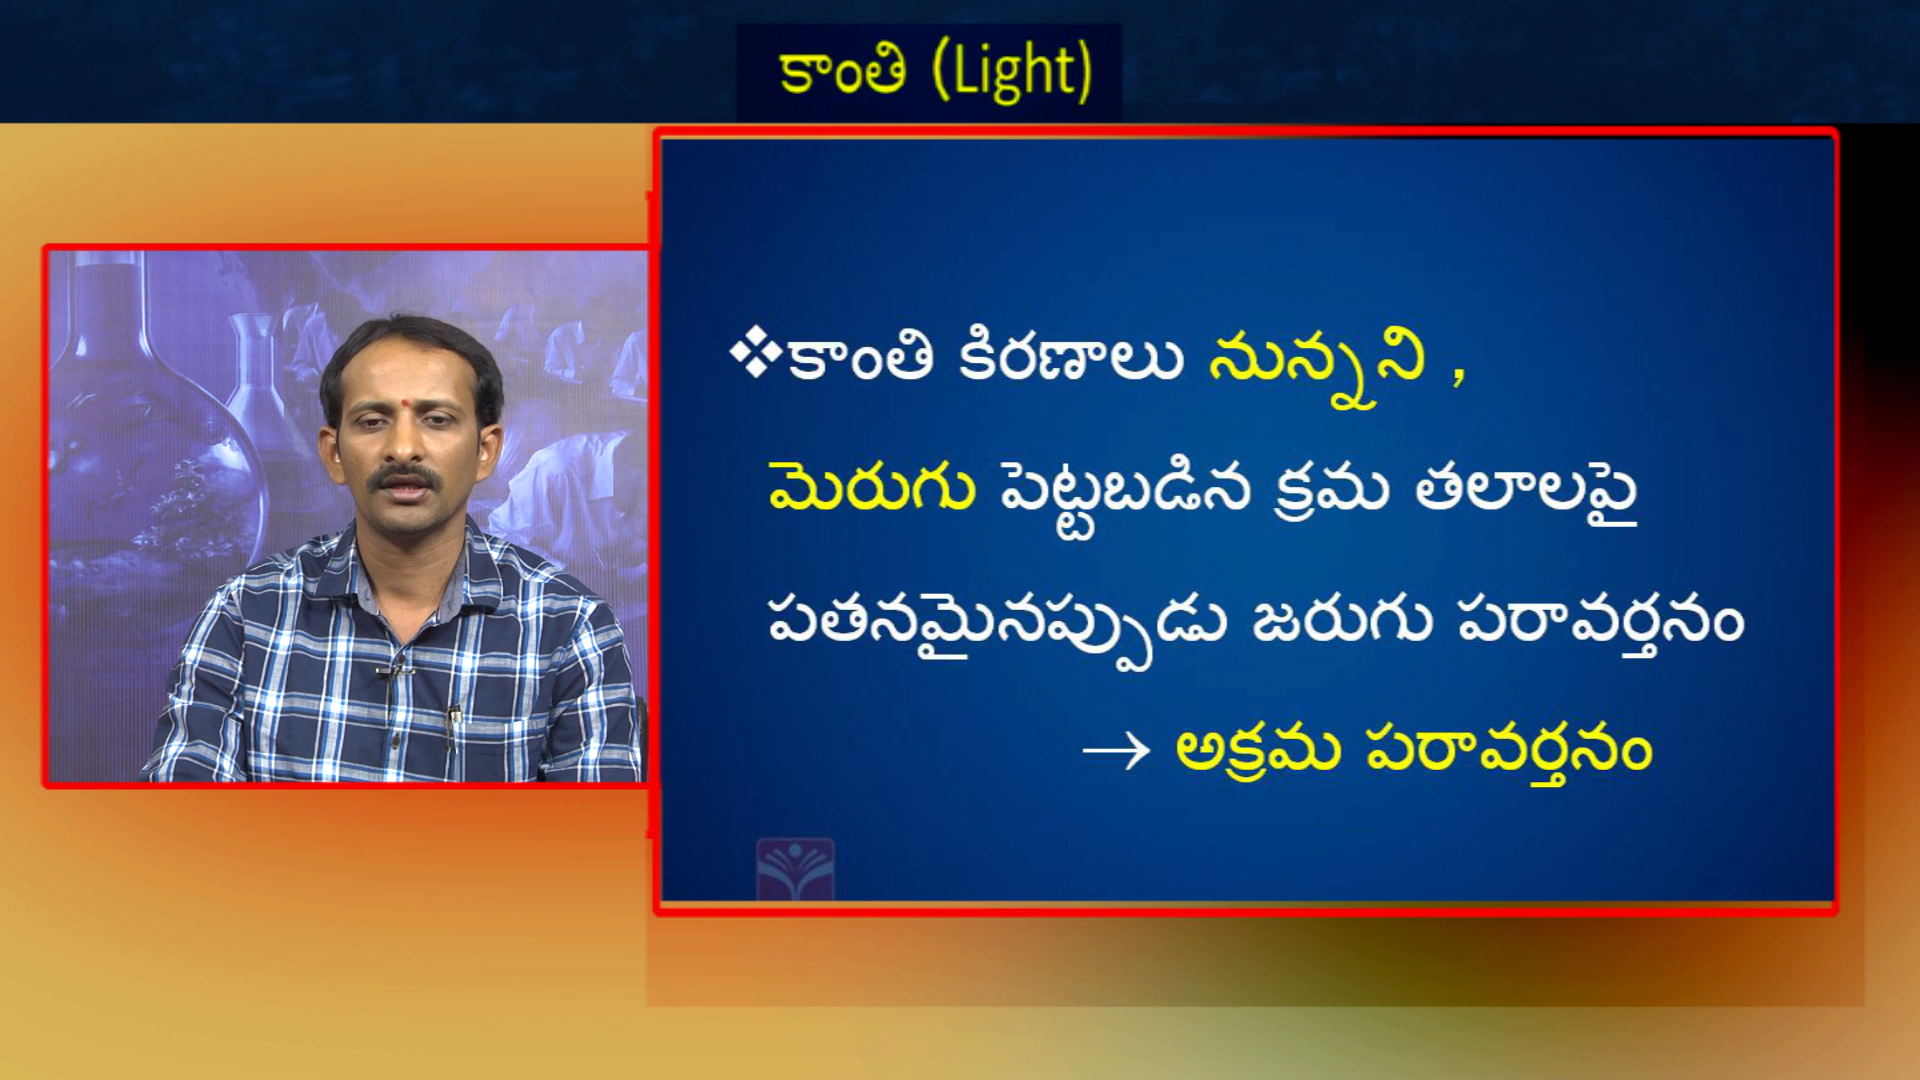 కాంతి (Light)
❖కాంతి కిరణాలు నున్నని ,
మెరుగు పెట్టబడిన క్రమ తలాలపై
పతనమైనప్పుడు జరుగు పరావర్తనం
→ అక్రమ పరావర్తనం